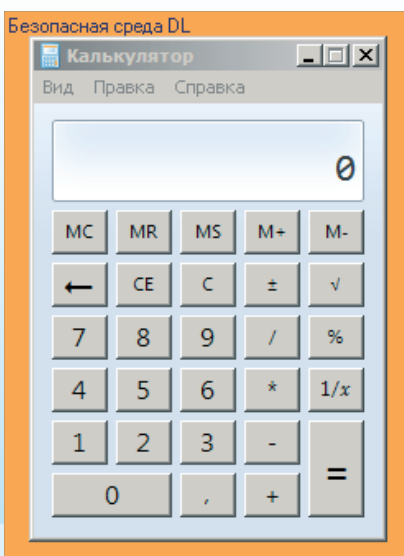 Безопасная среда DL
Калькулятор
Вид Правка Справка
0
MC MR MS M+ M-
← CE C ± √
7 8 9 / %
4 5 6 * 1/x
1 2 3 -
=
0 , +